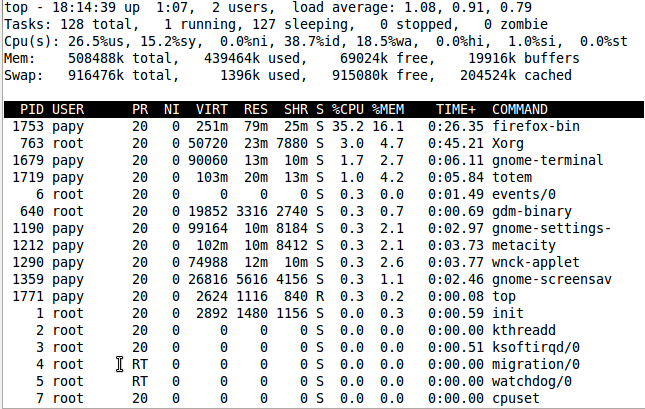 top - 18:14:39 up  1:07,  2 users,  load average: 1.08, 0.91, 0.79
Tasks: 128 total,   1 running, 127 sleeping,   0 stopped,   0 zombie
Cpu(s): 26.5%us, 15.2%sy,  0.0%ni, 38.7%id, 18.5%wa,  0.0%hi,  1.0%si,  0.0%st
Mem:    508488k total,   439464k used,    69024k free,    19916k buffers
Swap:   916476k total,     1396k used,   915080k free,   204524k cached
  PID USER      PR  NI  VIRT  RES  SHR S %CPU %MEM    TIME+  COMMAND
 1753 papy      20   0  251m  79m  25m S 35.2 16.1   0:26.35 firefox-bin
  763 root      20   0 50720  23m 7880 S  3.0  4.7   0:45.21 Xorg
 1679 papy      20   0 90060  13m  10m S  1.7  2.7   0:06.11 gnome-terminal
 1719 papy      20   0  103m  20m  13m S  1.0  4.2   0:05.84 totem
    6 root      20   0     0    0    0 S  0.3  0.0   0:01.49 events/0
  640 root      20   0 19852 3316 2740 S  0.3  0.7   0:00.69 gdm-binary
 1190 papy      20   0 99164  10m 8184 S  0.3  2.1   0:02.97 gnome-settings-
 1212 papy      20   0  102m  10m 8412 S  0.3  2.1   0:03.73 metacity
 1290 papy      20   0 74988  12m  10m S  0.3  2.6   0:03.77 wnck-applet
 1359 papy      20   0 26816 5616 4156 S  0.3  1.1   0:02.46 gnome-screensav
 1771 papy      20   0  2624 1116  840 R  0.3  0.2   0:00.08 top
    1 root      20   0  2892 1480 1156 S  0.0  0.3   0:00.59 init
    2 root      20   0     0    0    0 S  0.0  0.0   0:00.00 kthreadd
    3 root      20   0     0    0    0 S  0.0  0.0   0:00.51 ksoftirqd/0
    4 root      RT   0     0    0    0 S  0.0  0.0   0:00.00 migration/0
    5 root      RT   0     0    0    0 S  0.0  0.0   0:00.00 watchdog/0
    7 root      20   0     0    0    0 S  0.0  0.0   0:00.00 cpuset